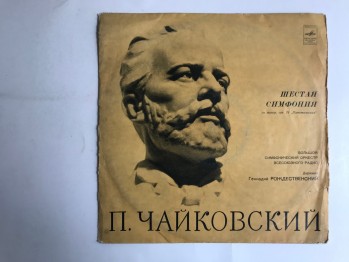 ШЕСТАЯ
СИМФОНИЯ
БОЛЬШОЙ
СИМФОНИЧЕСКИЙ ОРКЕСТР
ВСЕСОЮЗНОГО РАДИО
Геннадий РОЖДЕСТВЕНСКИЙ
П. ЧАЙКОВСКИЙ